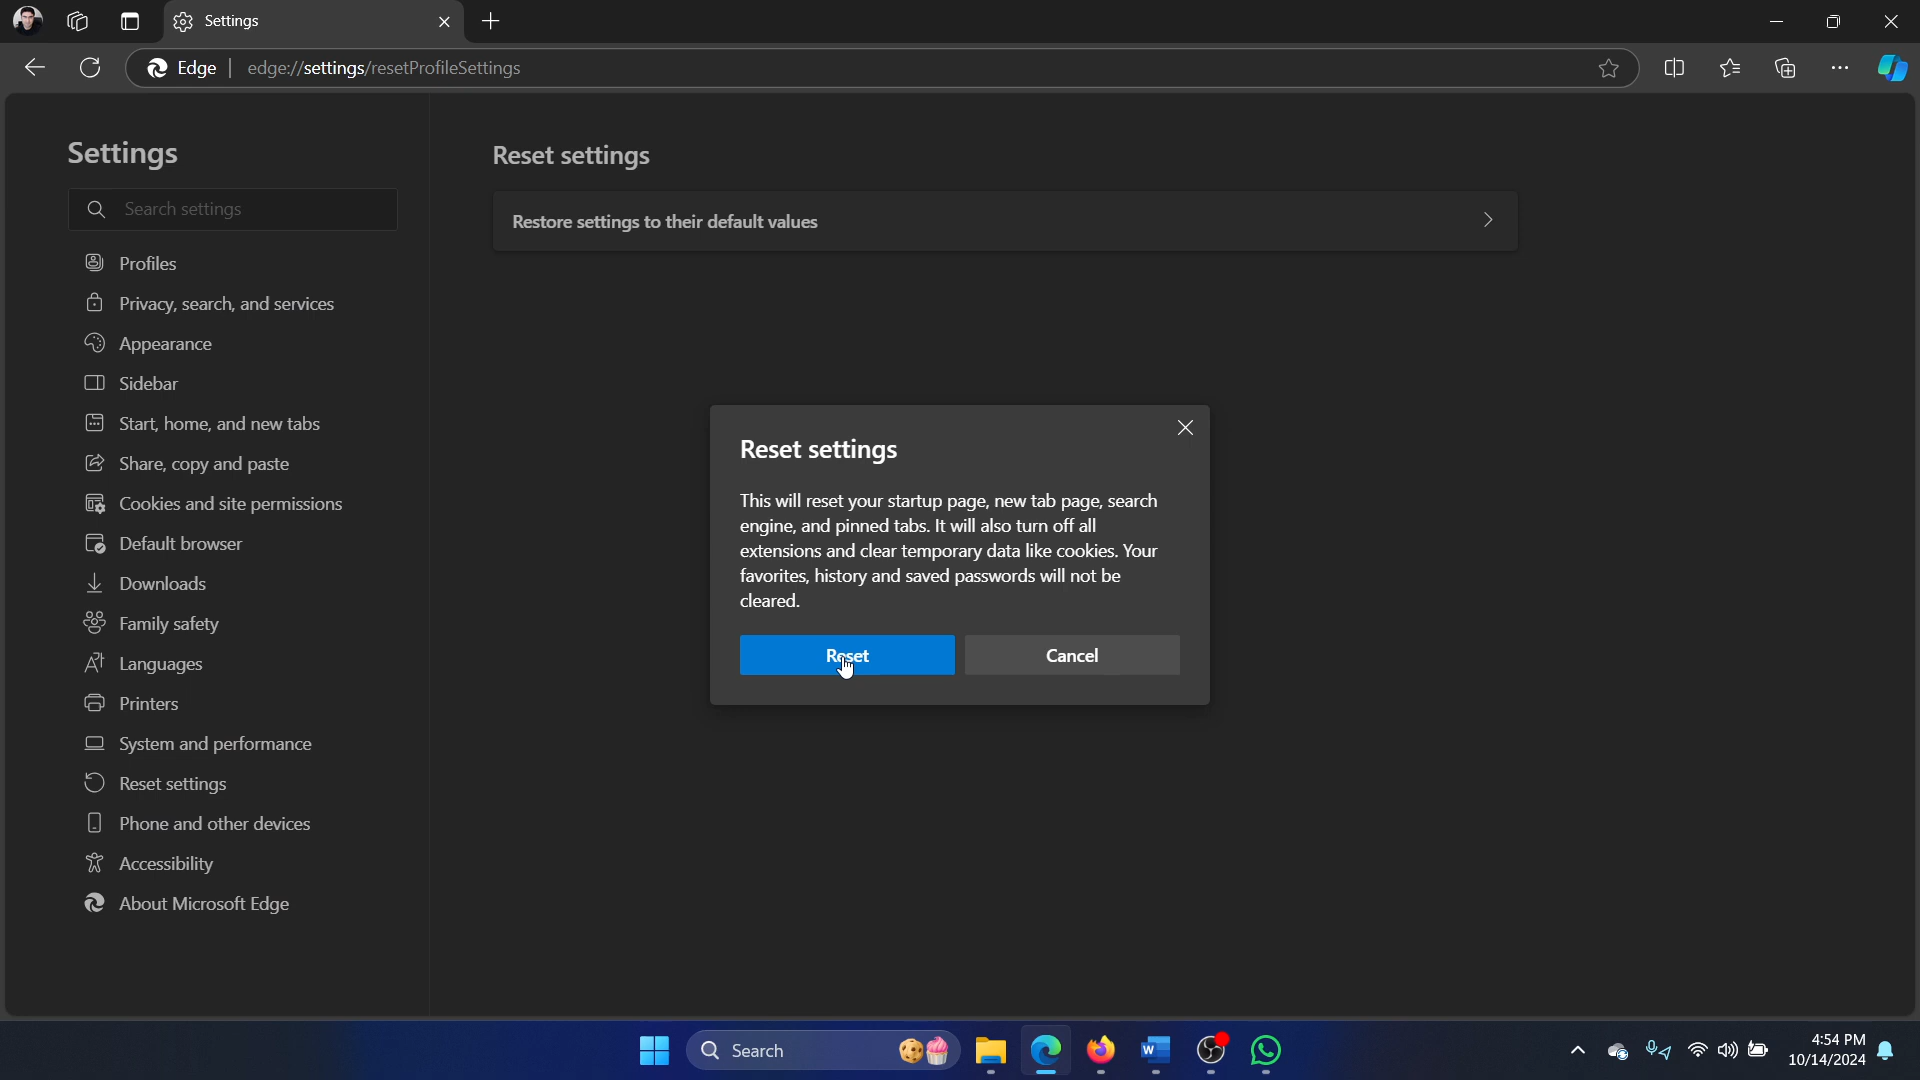 Settings
Edge
edge://settings/resetProfileSettings
Settings
Search settings
Profiles
Privacy, search, and services
Appearance
Sidebar
Start, home, and new tabs
Share, copy and paste
Cookies and site permissions
Default browser
Downloads
Family safety
Languages
Printers
System and performance
Reset settings
Phone and other devices
Accessibility
About Microsoft Edge
Reset settings
Restore settings to their default values
Reset settings
This will reset your startup page, new tab page, search
engine, and pinned tabs. It will also turn off all
extensions and clear temporary data like cookies. Your
favorites, history and saved passwords will not be
cleared.
Reset
Cancel
Search
4:54 PM
10/14/2024